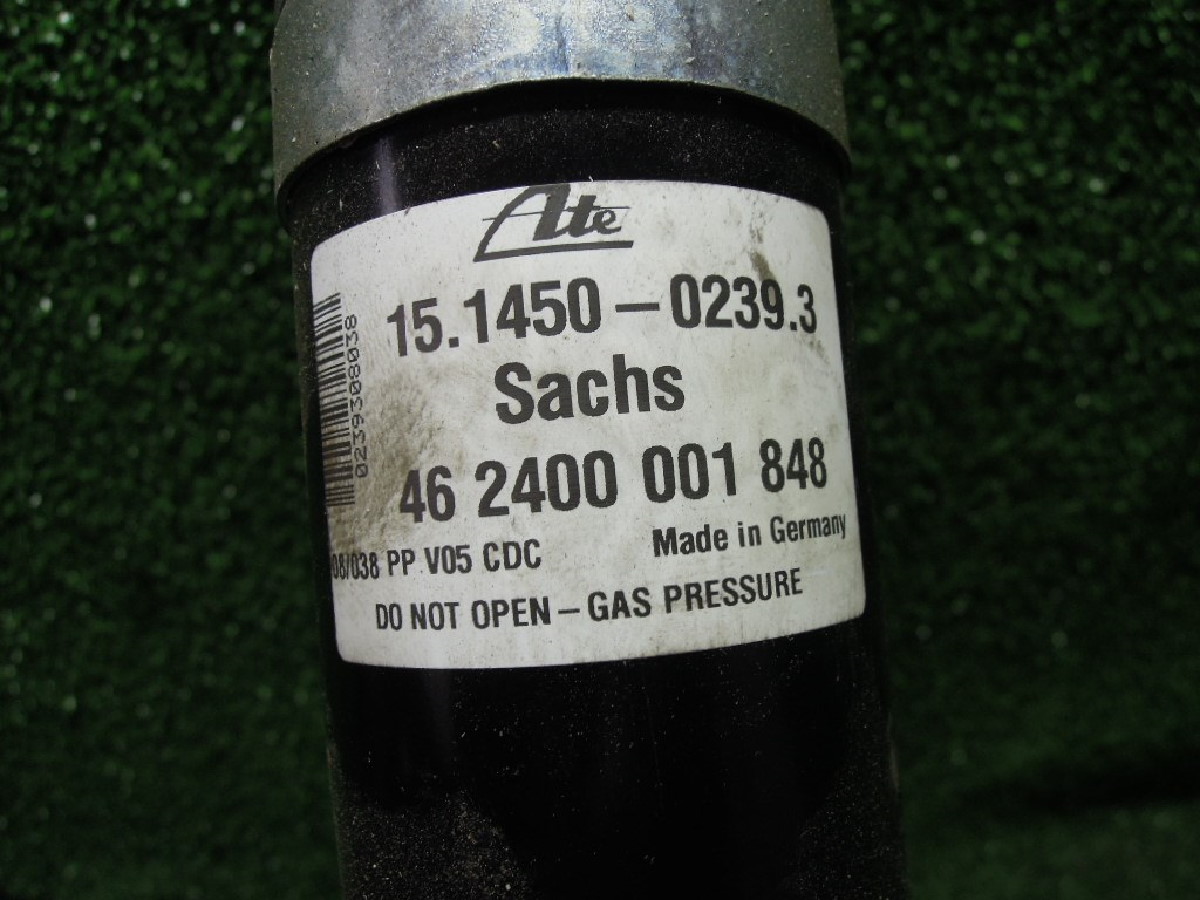 Ate
15.1450-0239.3
0239308038
Sachs
46 2400 001 848
08/038 PP V05 CDC
Made in Germany
DO NOT OPEN - GAS PRESSURE